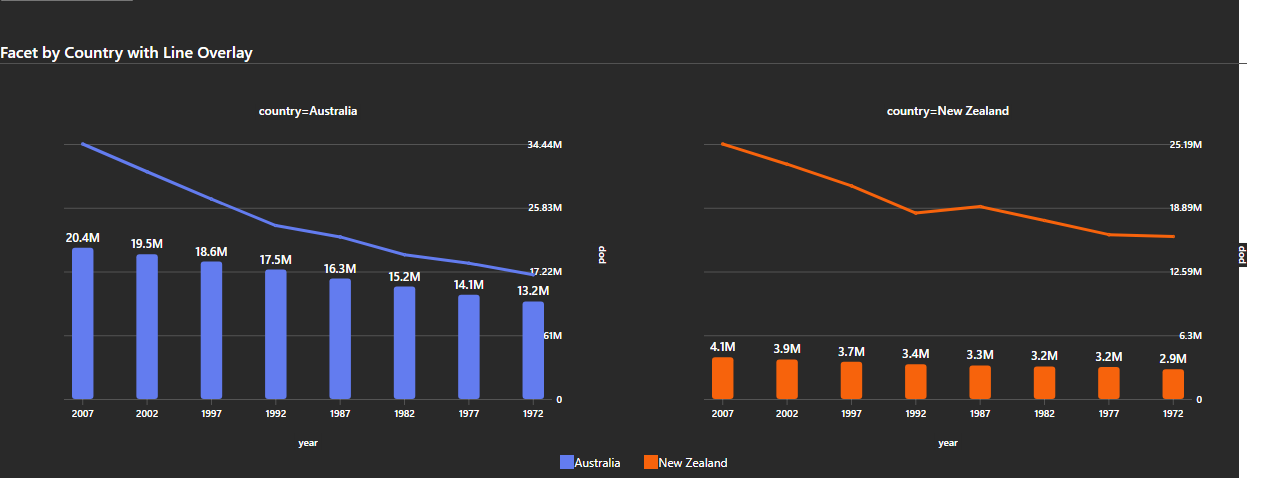 Facet by Country with Line Overlay
country=Australia
34.44M
25.83M
17.22M
61M
0
20.4M
19.5M
18.6M
17.5M
16.3M
15.2M
14.1M
13.2M
2007
2002
1997
1992
1987
1982
1977
1972
year
pop
country=New Zealand
25.19M
18.89M
12.59M
6.3M
0
4.1M
3.9M
3.7M
3.4M
3.3M
3.2M
3.2M
2.9M
2007
2002
1997
1992
1987
1982
1977
1972
year
pop
Australia
New Zealand